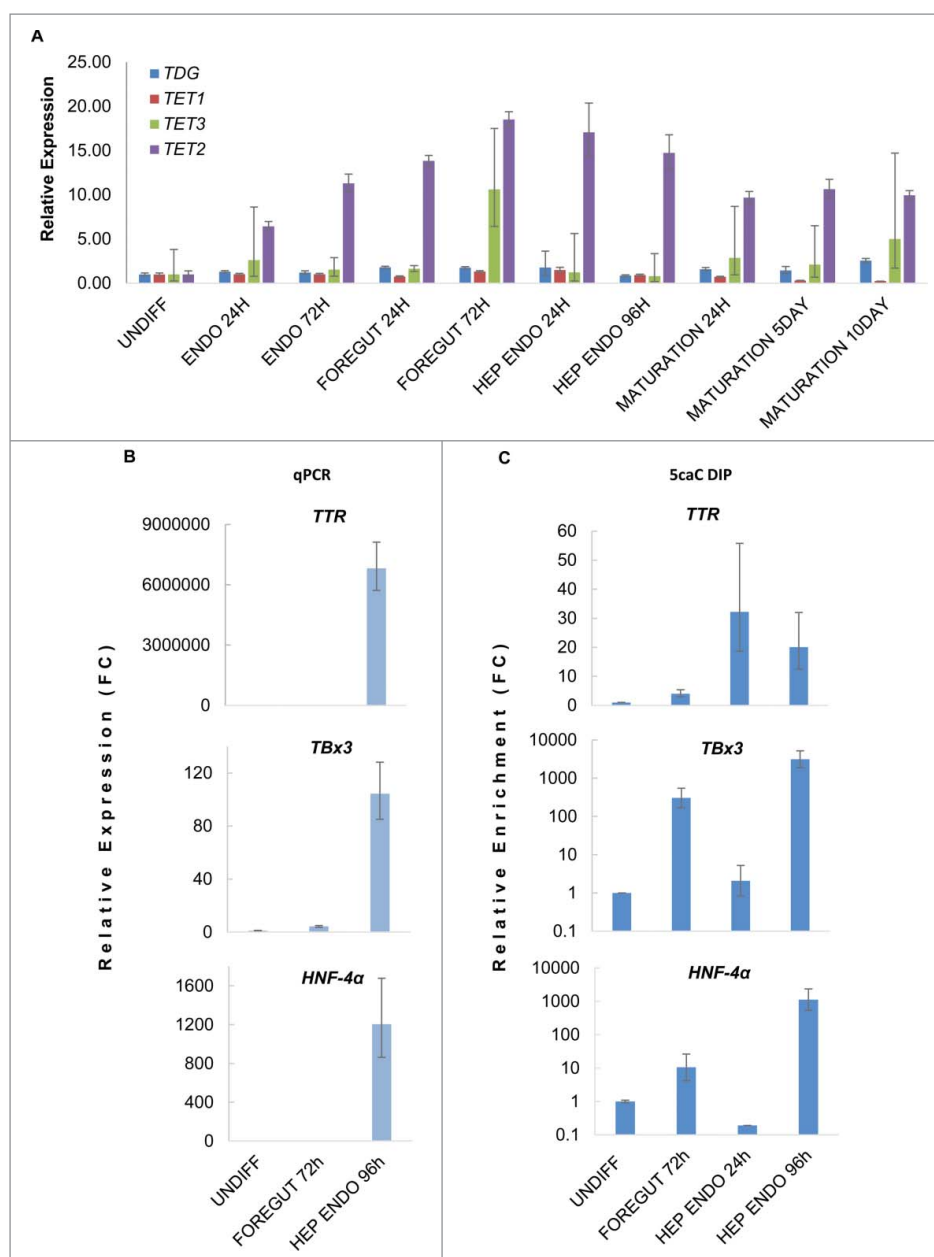 A
25.00
20.00
15.00
10.00
5.00
0.00
Relative Expression
TDG
TET1
TET3
TET2
UNDIFF
ENDO 24H
ENDO 72H
FOREGUT 24H
FOREGUT 72H
HEP ENDO 24H
HEP ENDO 96H
MATURATION 24H
MATURATION 5DAY
MATURATION 10DAY
B
qPCR
Relative Expression (FC)
TTR
9000000
6000000
3000000
0
TBx3
120
80
40
0
HNF-4α
1600
1200
800
400
0
UNDIFF
FOREGUT 72h
HEP ENDO 96h
C
5caC DIP
Relative Enrichment (FC)
TTR
60
50
40
30
20
10
0
TBx3
10000
1000
100
10
1
0.1
HNF-4α
10000
1000
100
10
1
0.1
UNDIFF
FOREGUT 72h
HEP ENDO 24h
HEP ENDO 96h